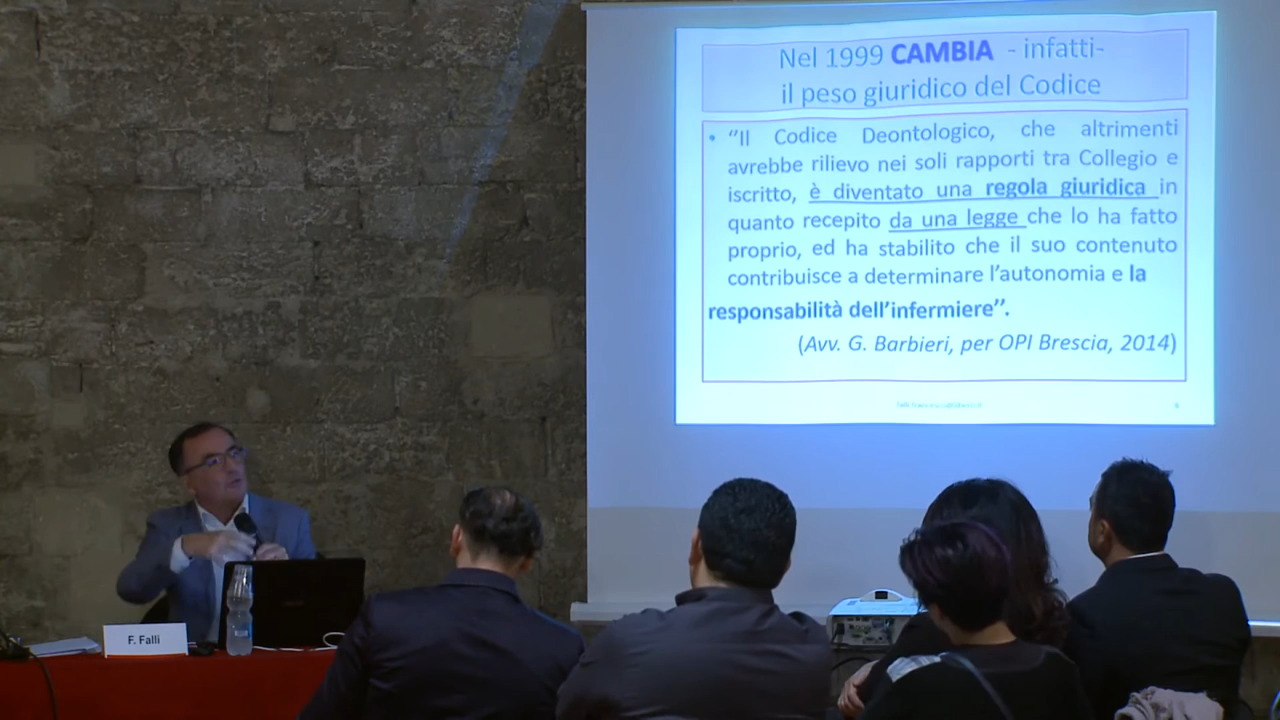 Nel 1999 CAMBIA - infatti-
il peso giuridico del Codice
• “Il Codice Deontologico, che altrimenti
avrebbe rilievo nei soli rapporti tra Collegio e
iscritto, è diventato una regola giuridica in
quanto recepito da una legge che lo ha fatto
proprio, ed ha stabilito che il suo contenuto
contribuisce a determinare l’autonomia e la
responsabilità dell’infermiere”.
(Avv. G. Barbieri, per OPI Brescia, 2014)
F. Falli